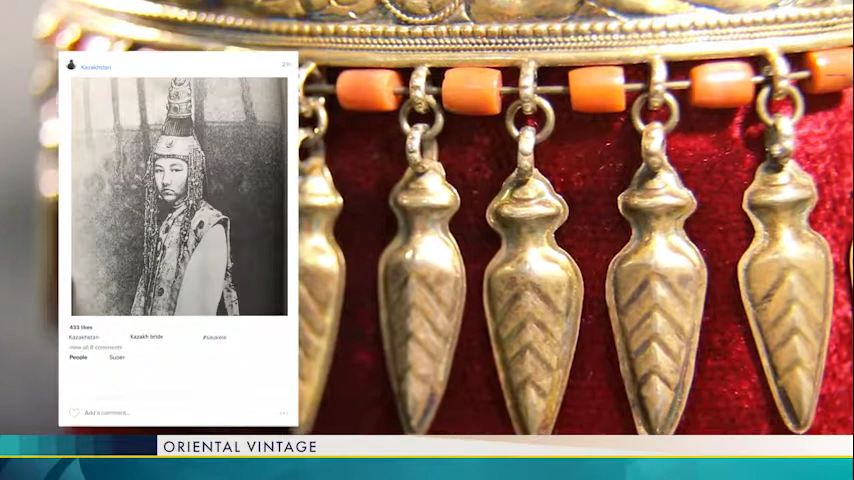 Kazakhstan
433 likes
Kazakhstan Kazakh bride #saukele
view all 8 comments
People Super
Add a comment...
ORIENTAL VINTAGE